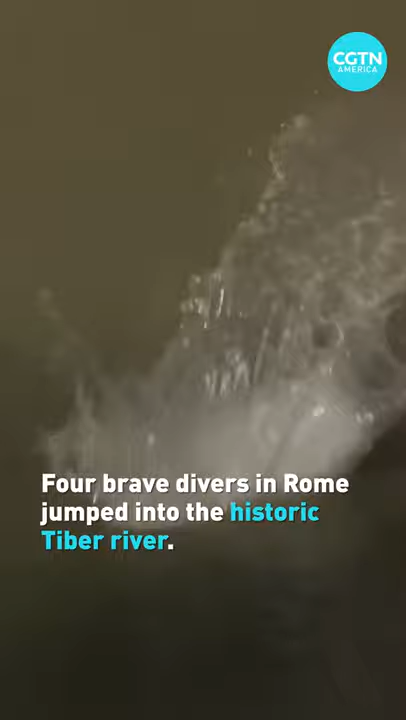 CGTN
AMERICA
Four brave divers in Rome
jumped into the historic
Tiber river.